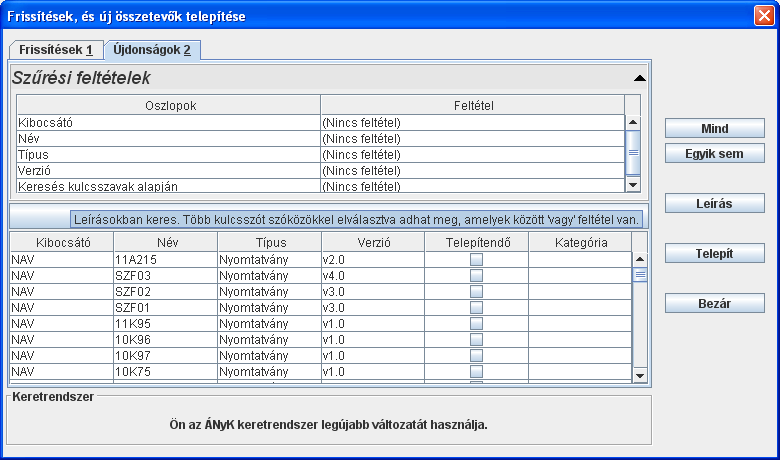 Frissítések, és új összetevők telepítése
Frissítések 1 Újdonságok 2
Szűrési feltételek
Oszlopok Feltétel
Kibocsátó (Nincs feltétel)
Név (Nincs feltétel)
Típus (Nincs feltétel)
Verzió (Nincs feltétel)
Keresés kulcsszavak alapján (Nincs feltétel)
Leírásokban keres. Több kulcsszót szóközökkel elválasztva adhat meg, amelyek között 'vagy' feltétel van.
Kibocsátó Név Típus Verzió Telepítendő Kategória
NAV 11A215 Nyomtatvány v2.0
NAV SZF03 Nyomtatvány v4.0
NAV SZF02 Nyomtatvány v3.0
NAV SZF01 Nyomtatvány v3.0
NAV 11K95 Nyomtatvány v1.0
NAV 10K96 Nyomtatvány v1.0
NAV 10K97 Nyomtatvány v1.0
NAV 10K75 Nyomtatvány v1.0
Keretrendszer
Ön az ÁNyK keretrendszer legújabb változatát használja.
Mind
Egyik sem
Leírás
Telepít
Bezár